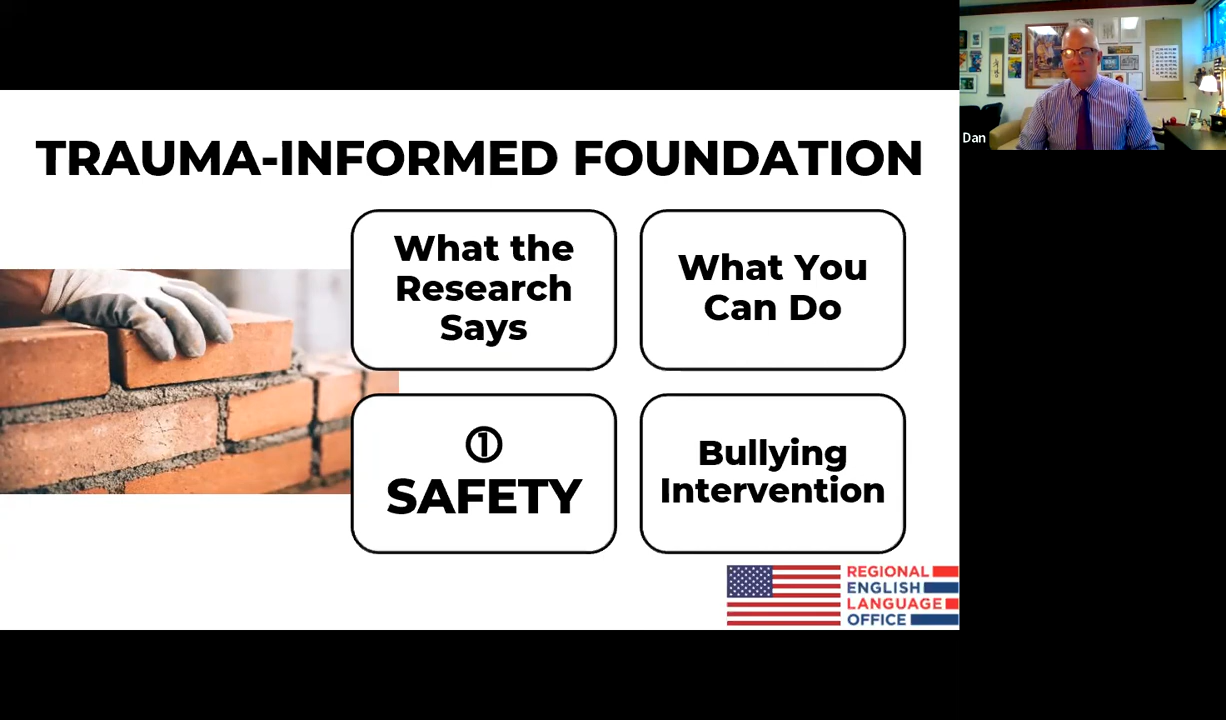 TRAUMA-INFORMED FOUNDATION
What the
Research
Says
What You
Can Do
①
SAFETY
Bullying
Intervention
REGIONAL
ENGLISH
LANGUAGE
OFFICE
Dan